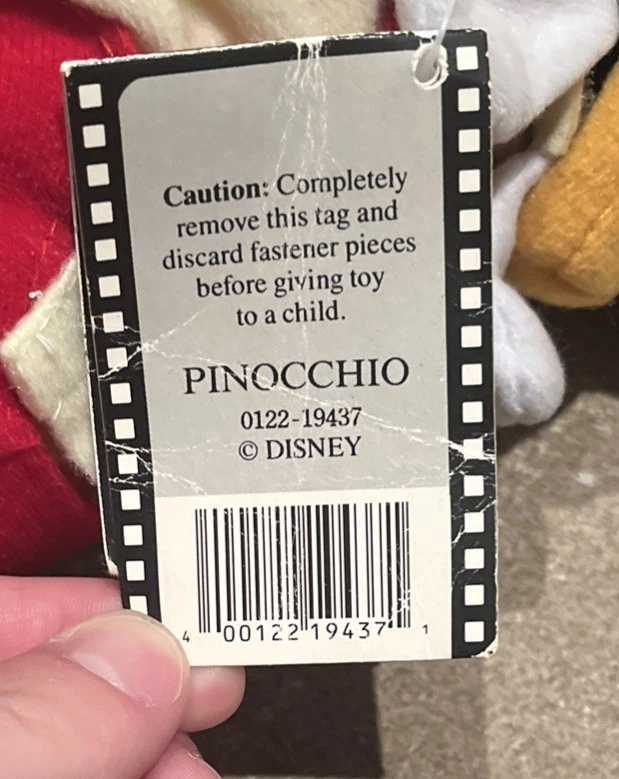 Caution: Completely
remove this tag and
discard fastener pieces
before giving toy
to a child.
PINOCCHIO
0122-19437
© DISNEY
4 00122 19437 1